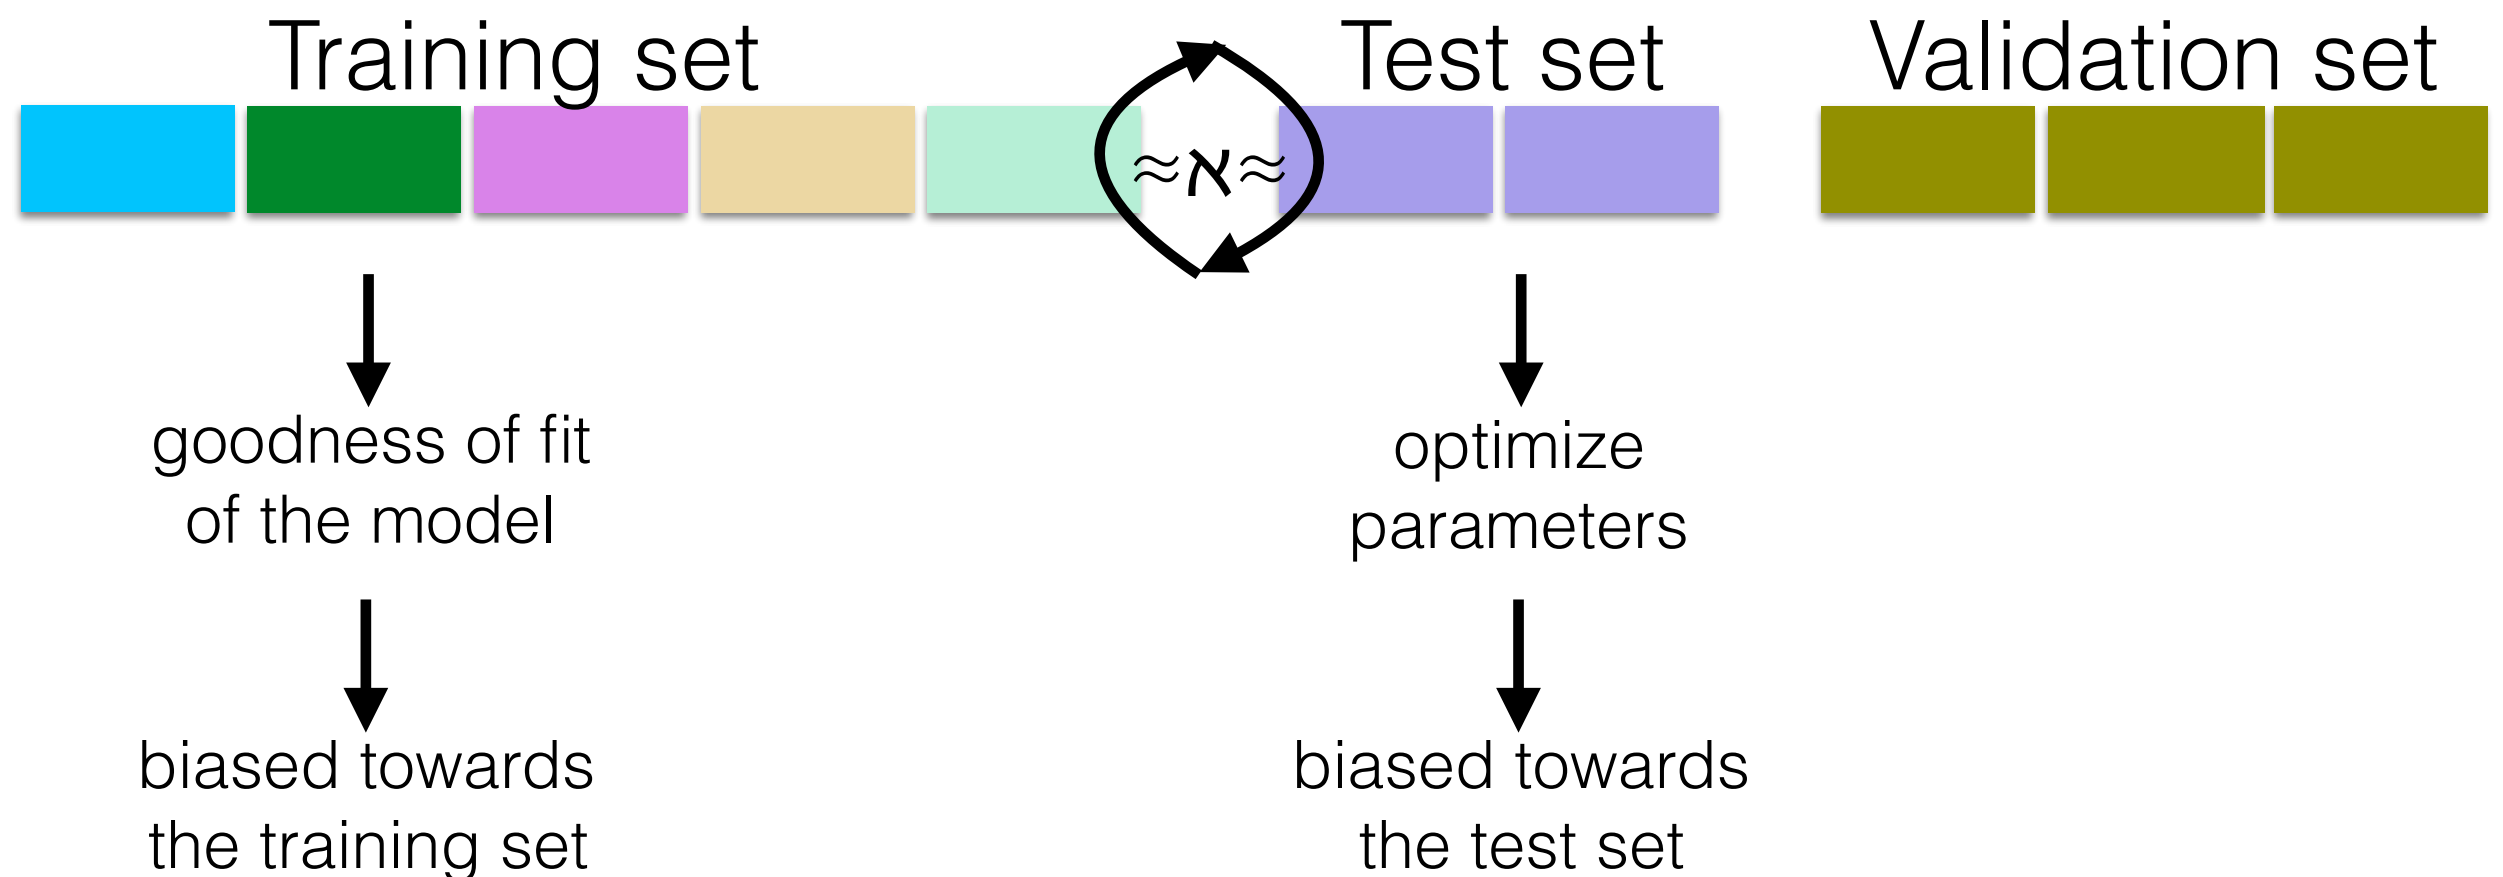 Training set
Test set
Validation set
≈λ≈
goodness of fit
of the model
optimize
parameters
biased towards
the training set
biased towards
the test set